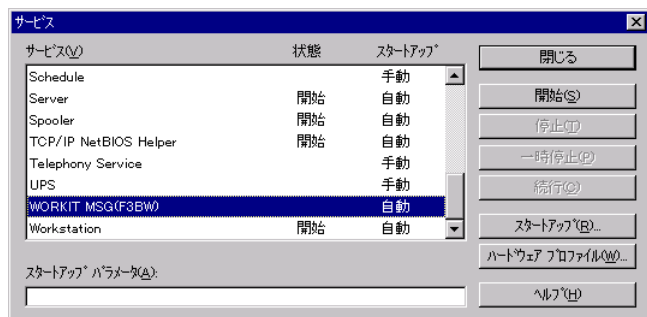 サービス
サービス(V) 状態 スタートアップ 閉じる
Schedule 手動
Server 開始 自動 開始(S)
Spooler 開始 自動 停止(T)
TCP/IP NetBIOS Helper 開始 自動
Telephony Service 手動 一時停止(P)
UPS 手動 続行(C)
WORKIT MSG(F3BW) 自動
Workstation 開始 自動 スタートアップ(R)...
ハードウェア プロファイル(W)...
スタートアップ パラメータ(A):
ヘルプ(H)